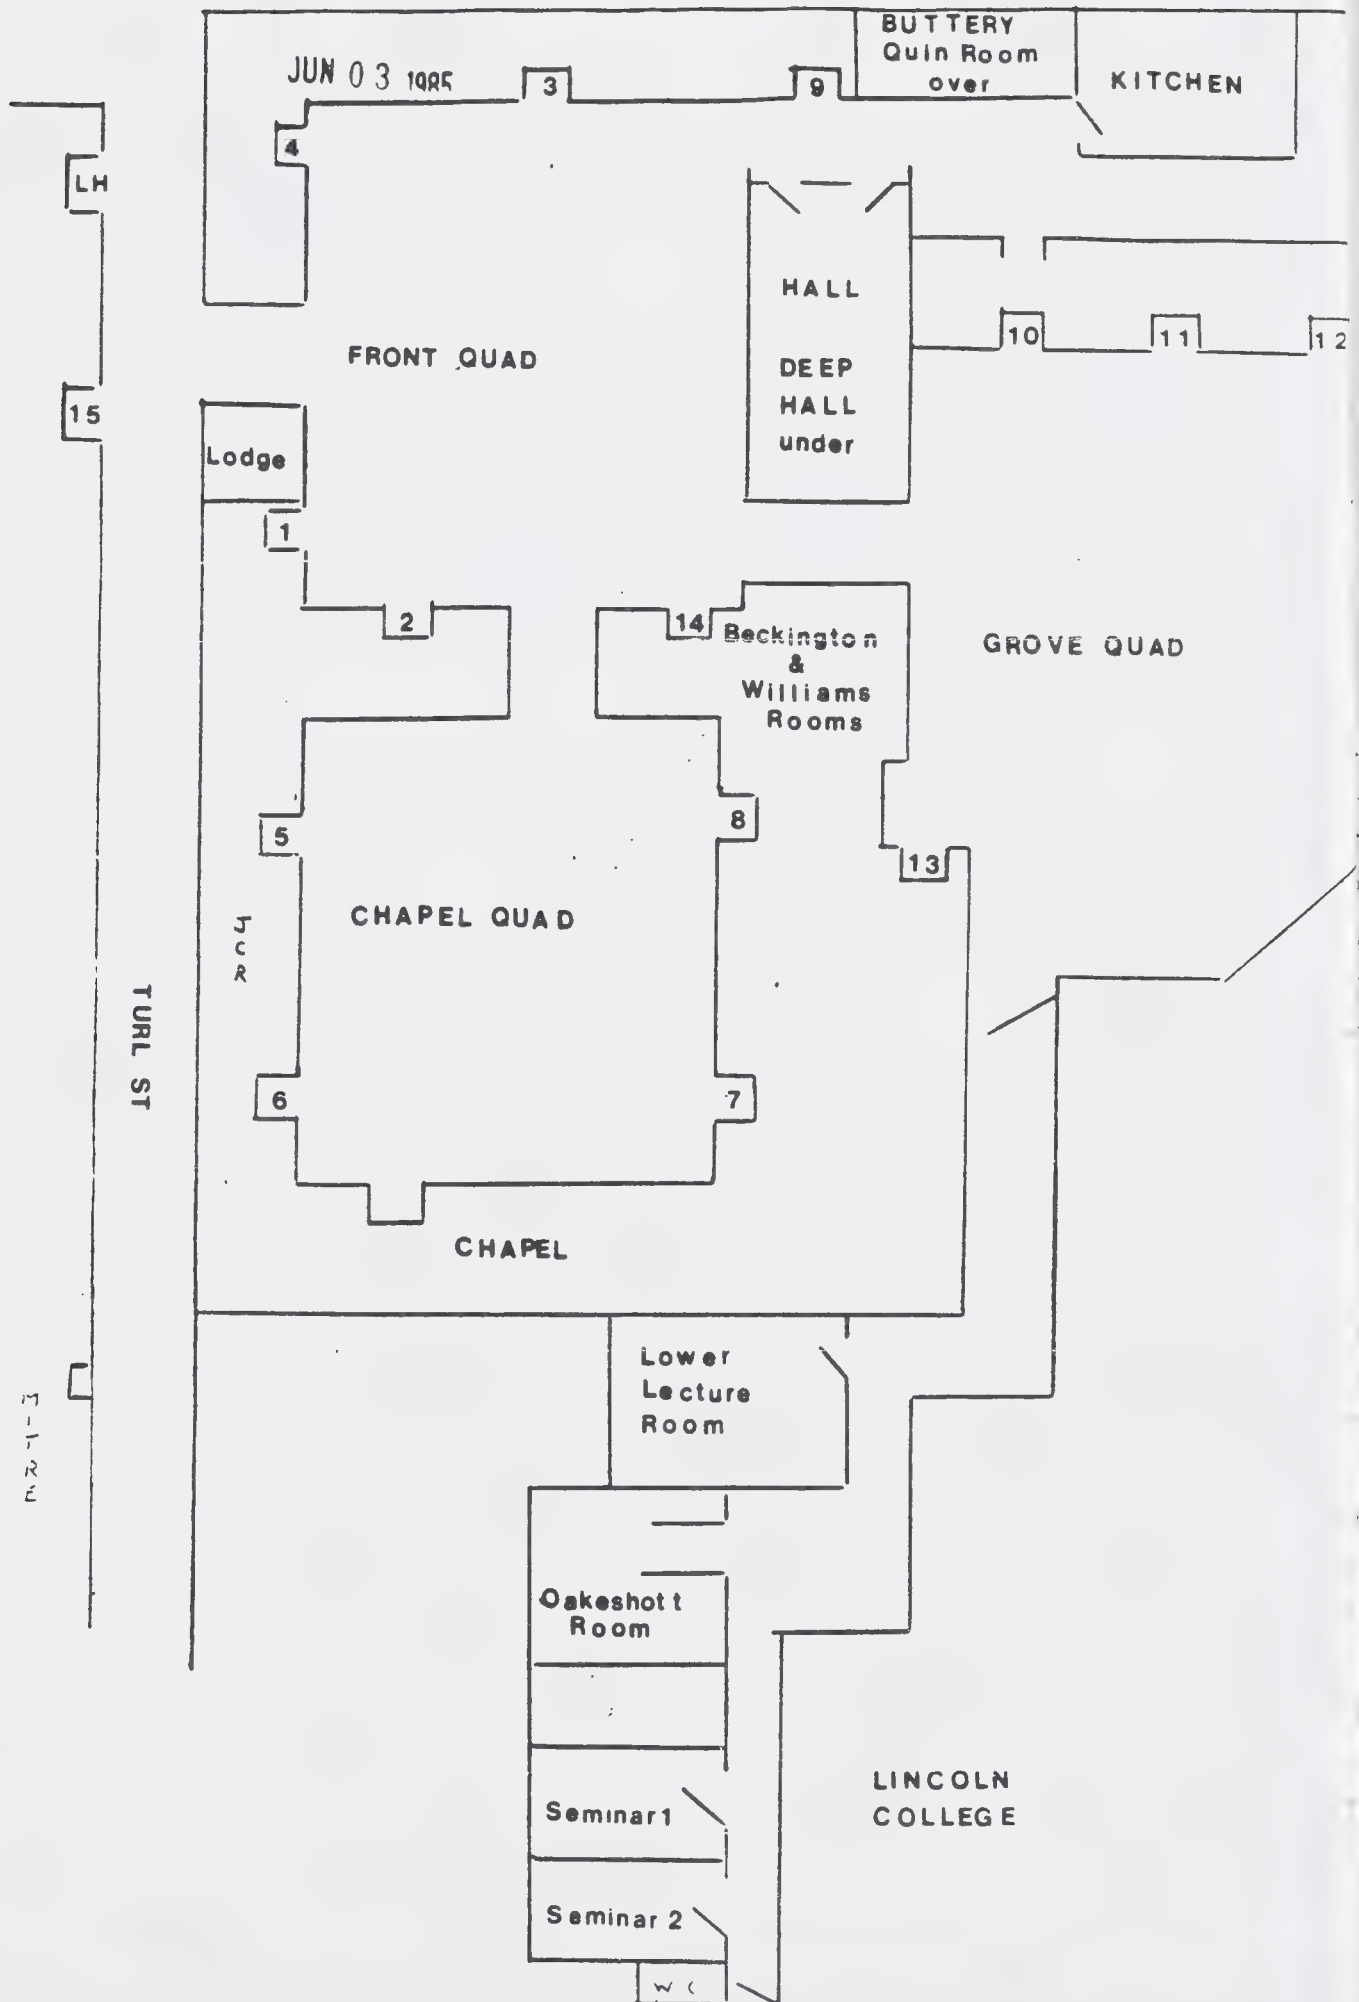 BUTTERY
Quin Room
over
KITCHEN
JUN 03 1985
3
9
4
LH
HALL
DEEP
HALL
under
10
11
12
FRONT QUAD
15
Lodge
1
2
14
Beckington
&
Williams
Rooms
GROVE QUAD
5
8
13
CHAPEL QUAD
JCR
TURL ST
6
7
CHAPEL
Lower
Lecture
Room
MITRE
Oakeshott
Room
Seminar 1
LINCOLN
COLLEGE
Seminar 2
WC